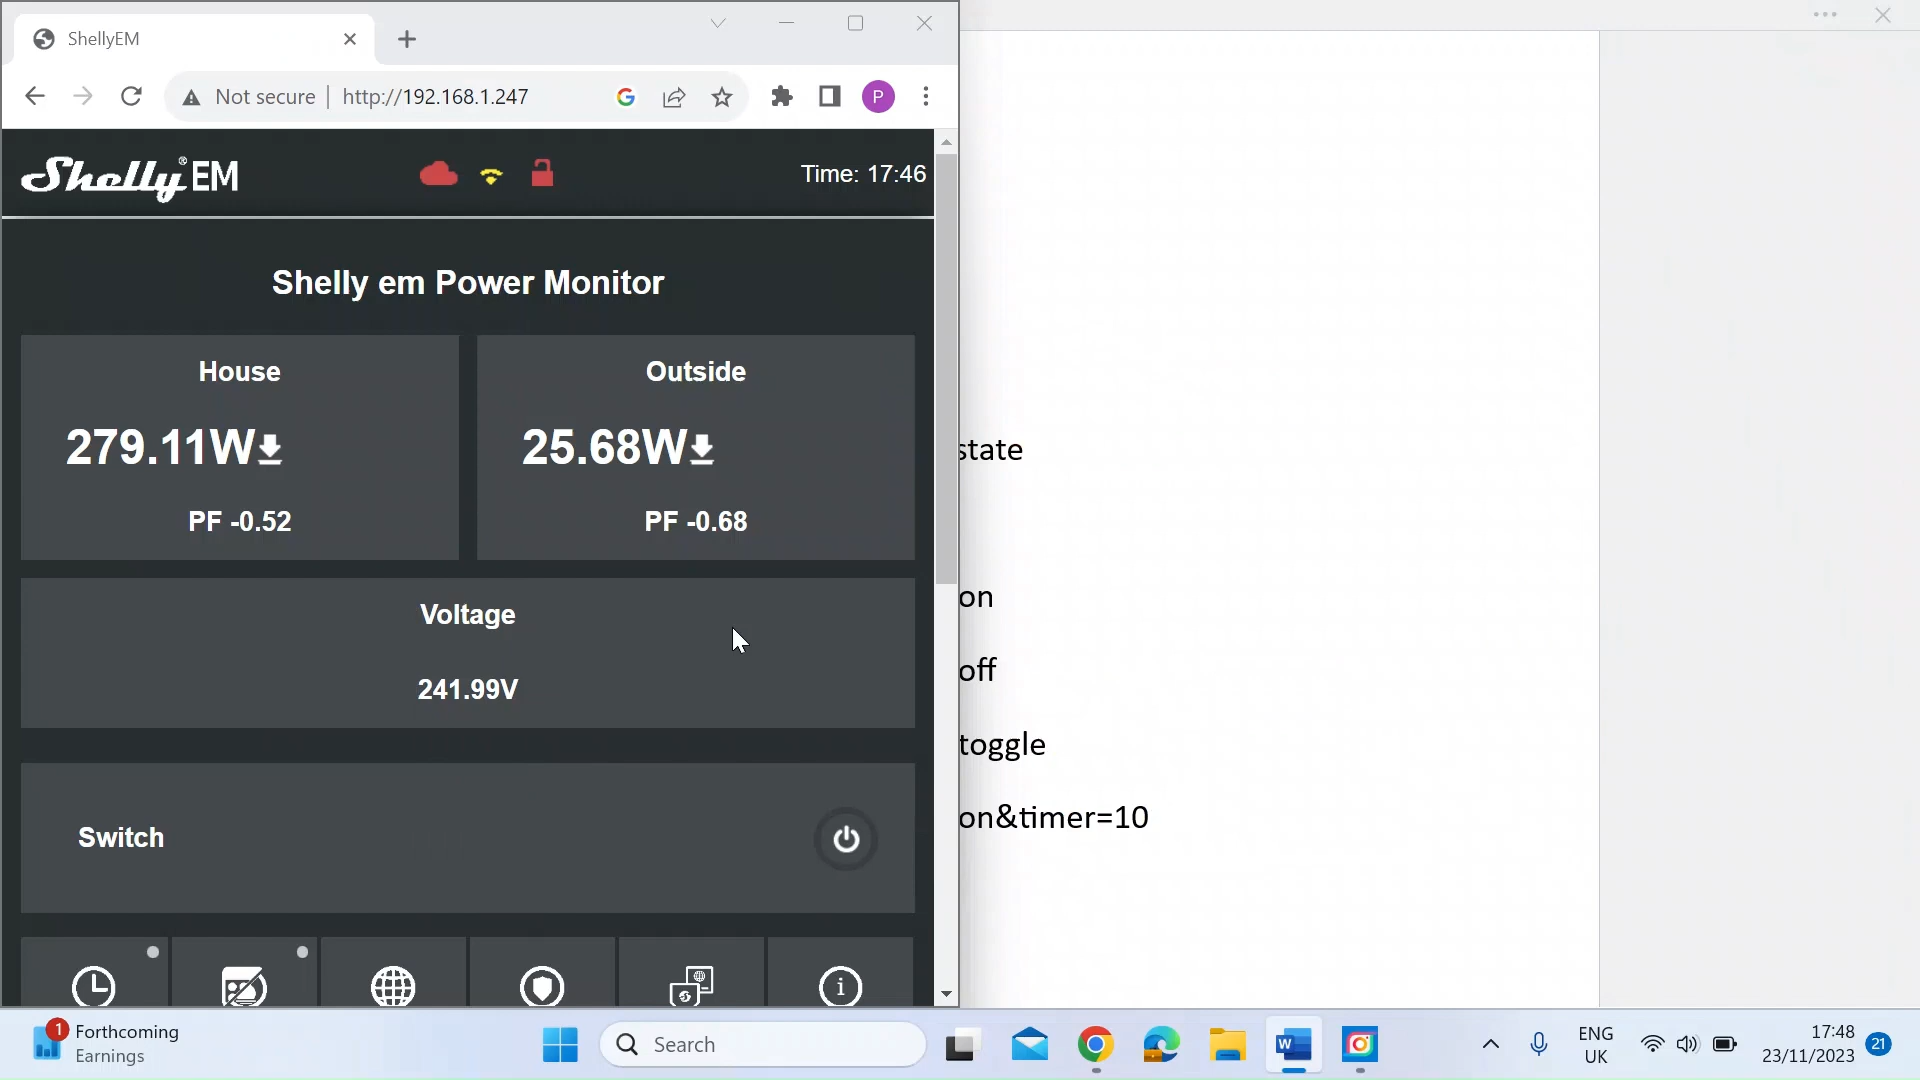 ShellyEM
Not secure
http://192.168.1.247
P
Shelly® EM
Time: 17:46
Shelly em Power Monitor
House
279.11W
PF -0.52
Outside
25.68W
PF -0.68
Voltage
241.99V
Switch
state
on
off
toggle
on&timer=10
1
Forthcoming
Earnings
Search
W
ENG
UK
17:48
23/11/2023
21